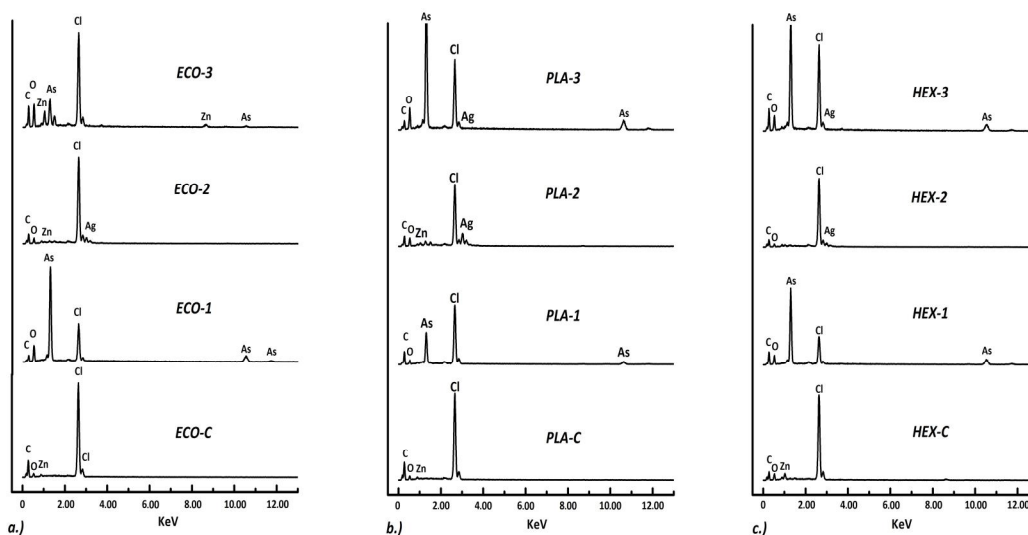 Cl
ECO-3
O
C
Zn
As
Zn
As
ECO-2
C
O
Zn
Ag
As
ECO-1
Cl
O
C
As
As
Cl
ECO-C
C
O
Zn
Cl
0.00 2.00 4.00 6.00 8.00 10.00 12.00
KeV
a.)
As
Cl
PLA-3
C
O
Ag
As
Cl
PLA-2
C
O
Zn
Ag
Cl
PLA-1
C
O
As
As
Cl
PLA-C
C
O
Zn
0.00 2.00 4.00 6.00 8.00 10.00 12.00
KeV
b.)
As
Cl
HEX-3
C
O
Ag
As
Cl
HEX-2
C
O
Ag
As
HEX-1
Cl
C
O
As
Cl
HEX-C
C
O
Zn
0.00 2.00 4.00 6.00 8.00 10.00 12.00
KeV
c.)